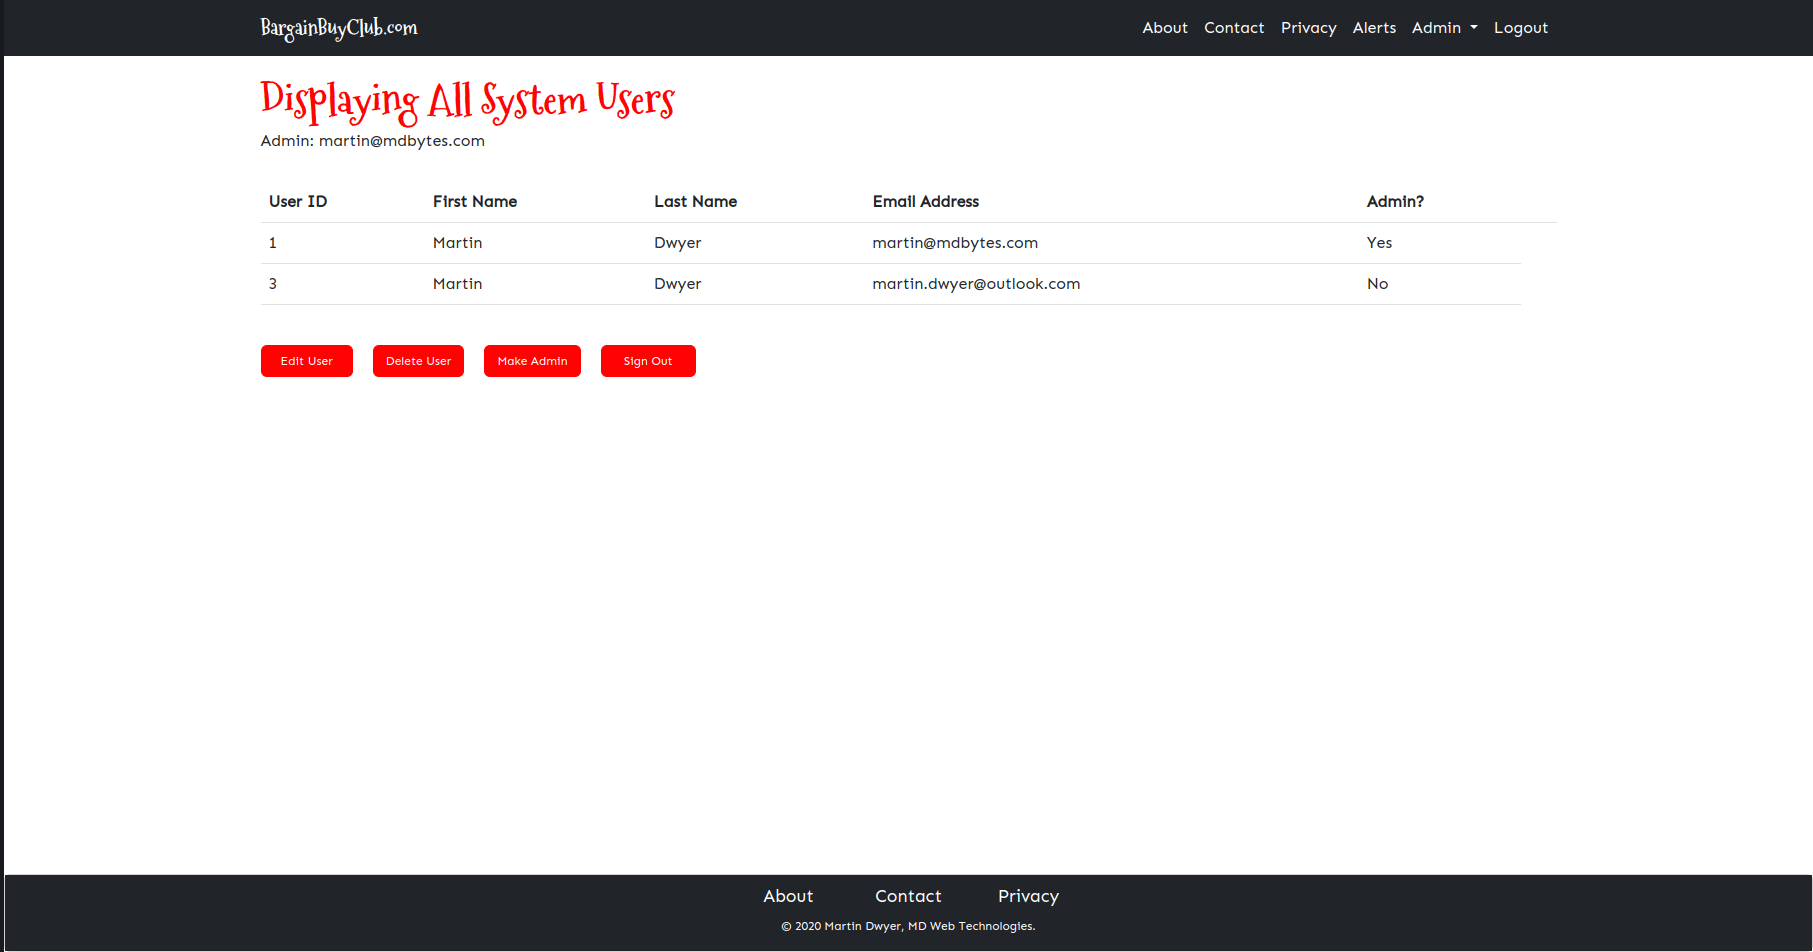 BargainBuyClub.com About Contact Privacy Alerts Admin Logout
Displaying All System Users
Admin: martin@mdbytes.com
User ID First Name Last Name Email Address Admin?
1 Martin Dwyer martin@mdbytes.com Yes
3 Martin Dwyer martin.dwyer@outlook.com No
Edit User Delete User Make Admin Sign Out
About Contact Privacy
© 2020 Martin Dwyer, MD Web Technologies.